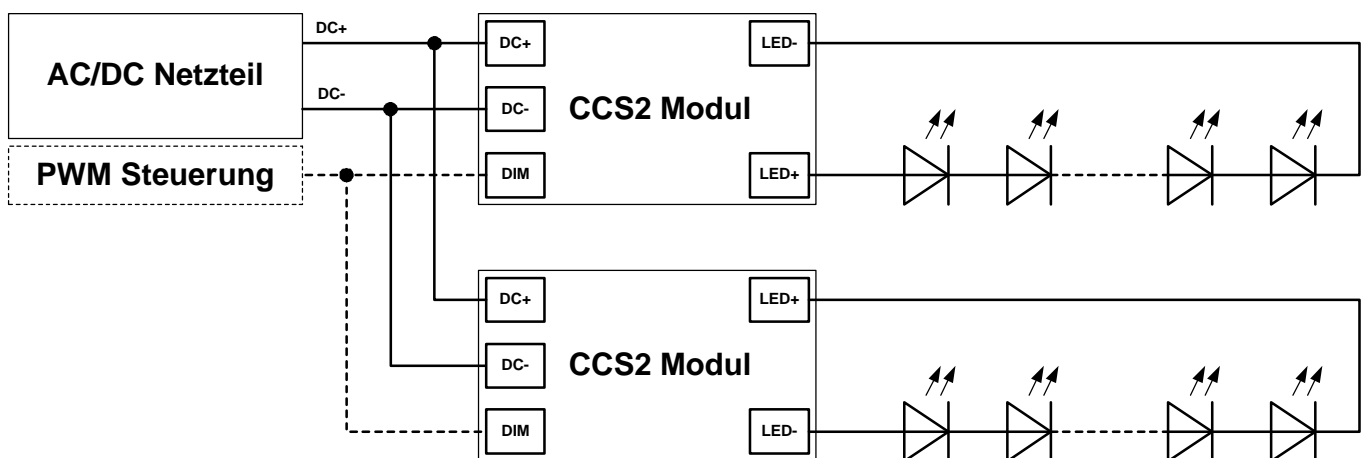 DC+
AC/DC Netzteil
DC-
PWM Steuerung
DC+
LED-
DC-
CCS2 Modul
DIM
LED+
DC+
LED+
DC-
CCS2 Modul
DIM
LED-